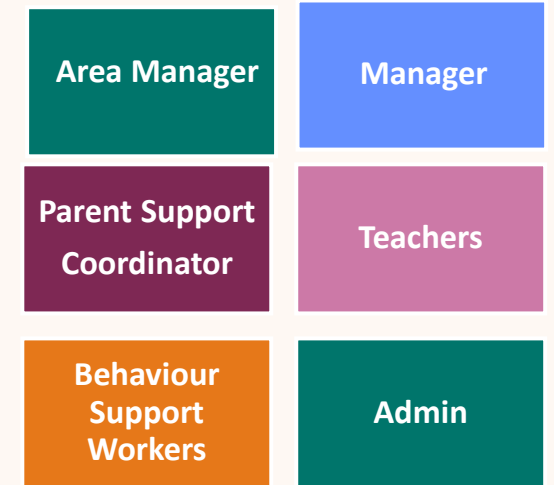 Area Manager
Manager
Parent Support
Coordinator
Teachers
Behaviour
Support
Workers
Admin